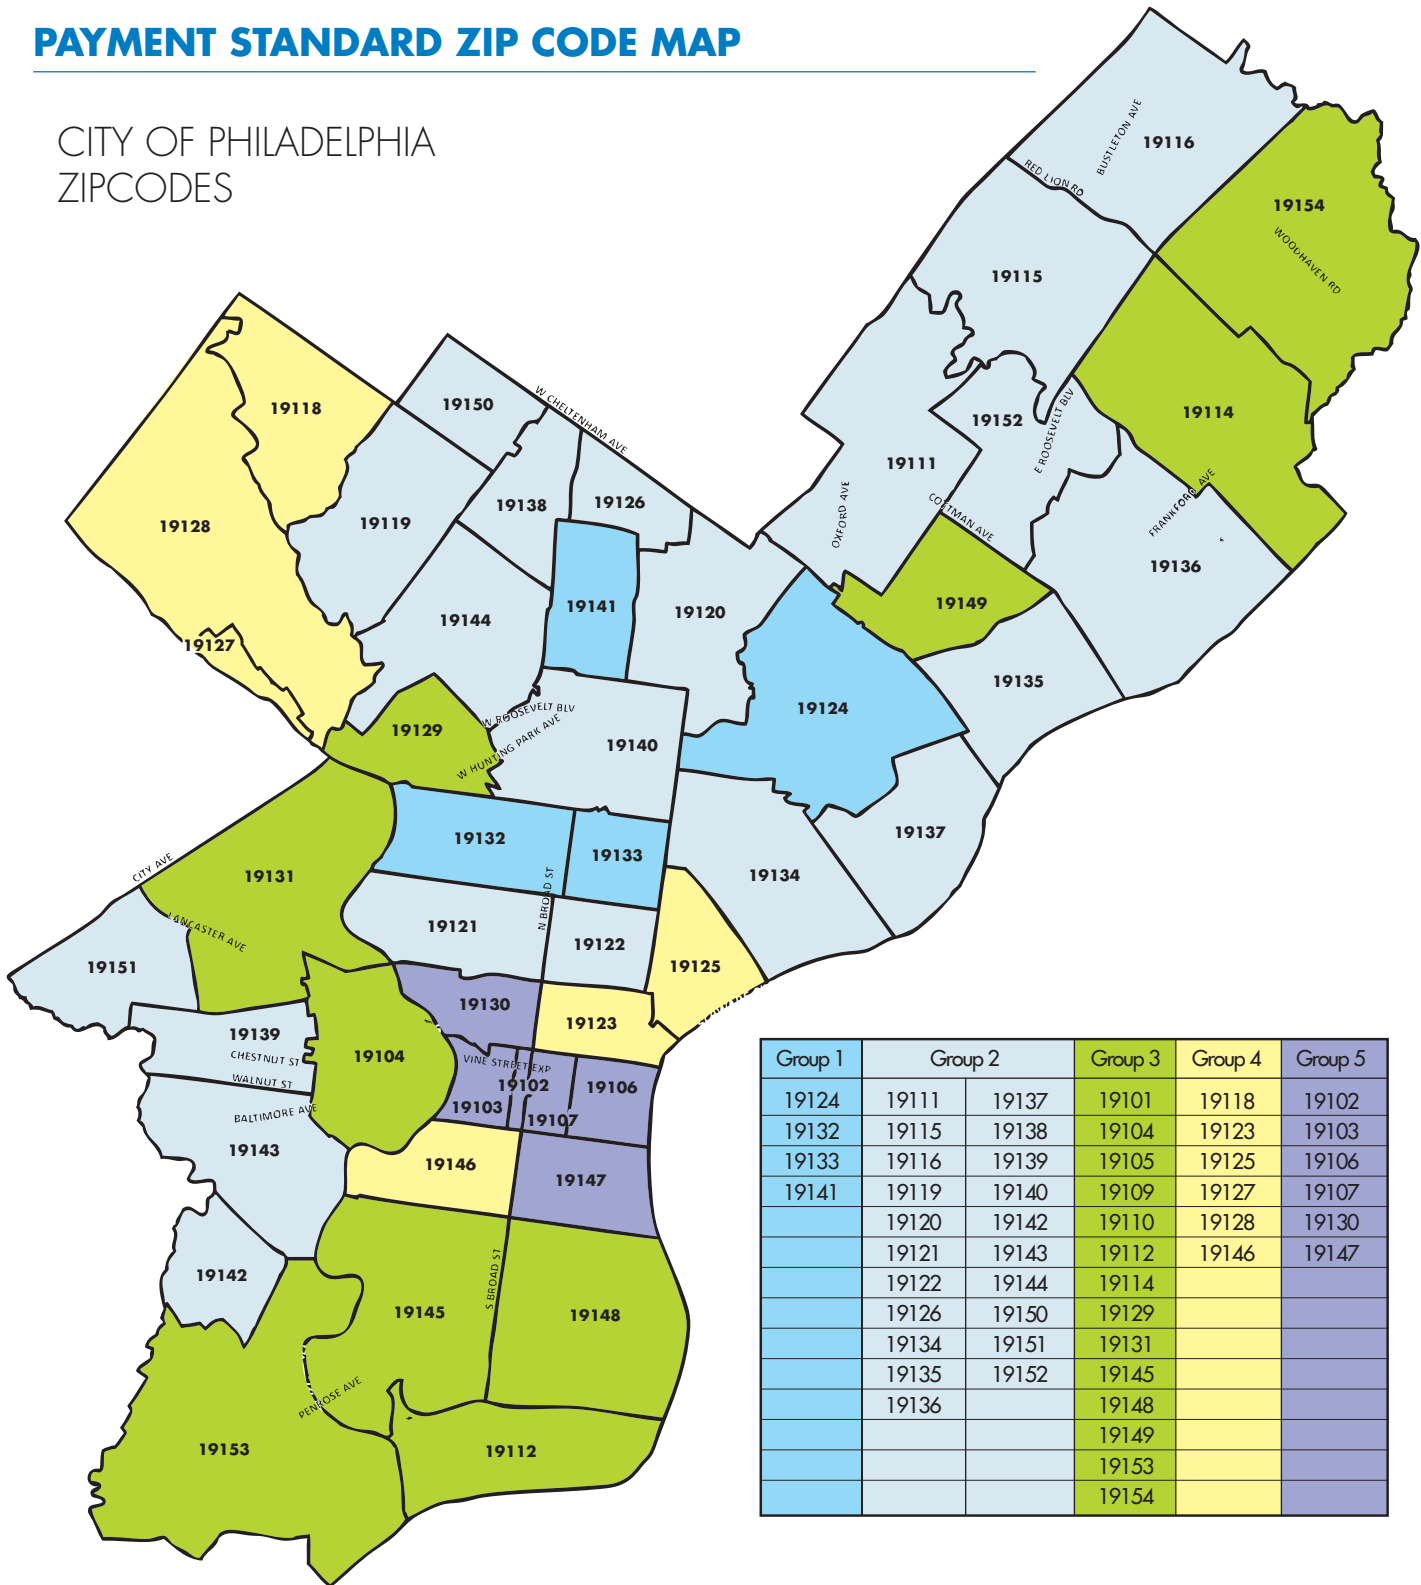 PAYMENT STANDARD ZIP CODE MAP
CITY OF PHILADELPHIA
ZIPCODES
19116
BUSTLETON AVE
RED LION RD
19154
WOODHAVEN RD
19115
19118
19150
W CHELTENHAM AVE
19152
E ROOSEVELT BLV
19114
19111
19128
19119
19138
19126
OXFORD AVE
COTTMAN AVE
FRANKFORD AVE
19136
19141
19120
19149
19144
19127
19135
19124
19129
W ROOSEVELT BLV
W HUNTING PARK AVE
19140
19132
19133
19137
CITY AVE
19131
19134
N BROAD ST
LANCASTER AVE
19121
19122
19151
19125
19130
19123
19139
CHESTNUT ST
WALNUT ST
19104
VINE STREET EXP
19102
19106
BALTIMORE AVE
19103
19107
19143
19146
19147
19142
S BROAD ST
19145
19148
PENROSE AVE
19153
19112
Group 1 Group 2 Group 3 Group 4 Group 5
19124 19111 19137 19101 19118 19102
19132 19115 19138 19104 19123 19103
19133 19116 19139 19105 19125 19106
19141 19119 19140 19109 19127 19107
19120 19142 19110 19128 19130
19121 19143 19112 19146 19147
19122 19144 19114
19126 19150 19129
19134 19151 19131
19135 19152 19145
19136 19148
19149
19153
19154